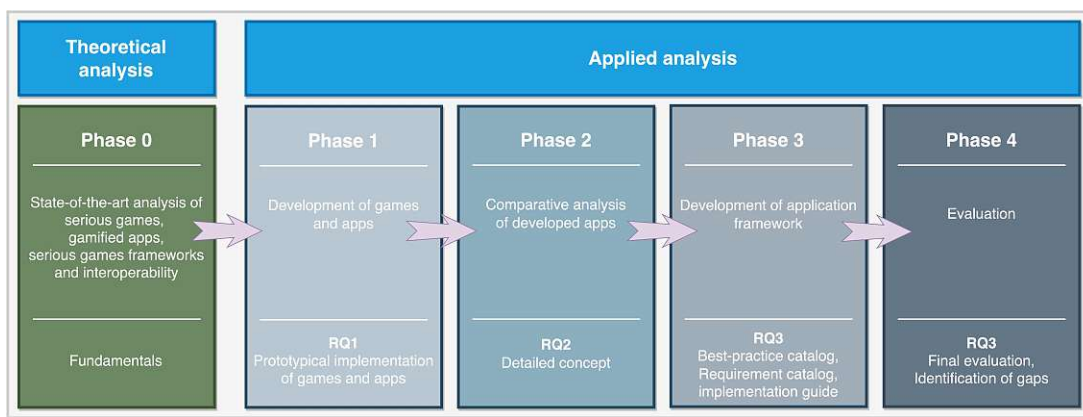 Theoretical
analysis
Applied analysis
Phase 0
State-of-the-art analysis of
serious games,
gamified apps,
serious games frameworks
and interoperability
Fundamentals
Phase 1
Development of games
and apps
RQ1
Prototypical implementation
of games and apps
Phase 2
Comparative analysis
of developed apps
RQ2
Detailed concept
Phase 3
Development of application
framework
RQ3
Best-practice catalog,
Requirement catalog,
implementation guide
Phase 4
Evaluation
RQ3
Final evaluation,
Identification of gaps